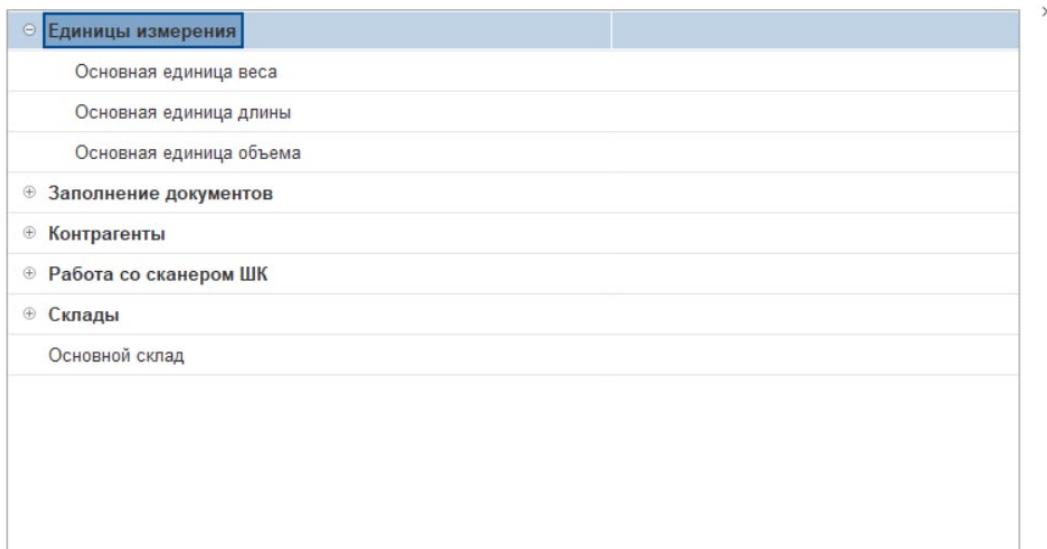 Единицы измерения
Основная единица веса
Основная единица длины
Основная единица объема
Заполнение документов
Контрагенты
Работа со сканером ШК
Склады
Основной склад